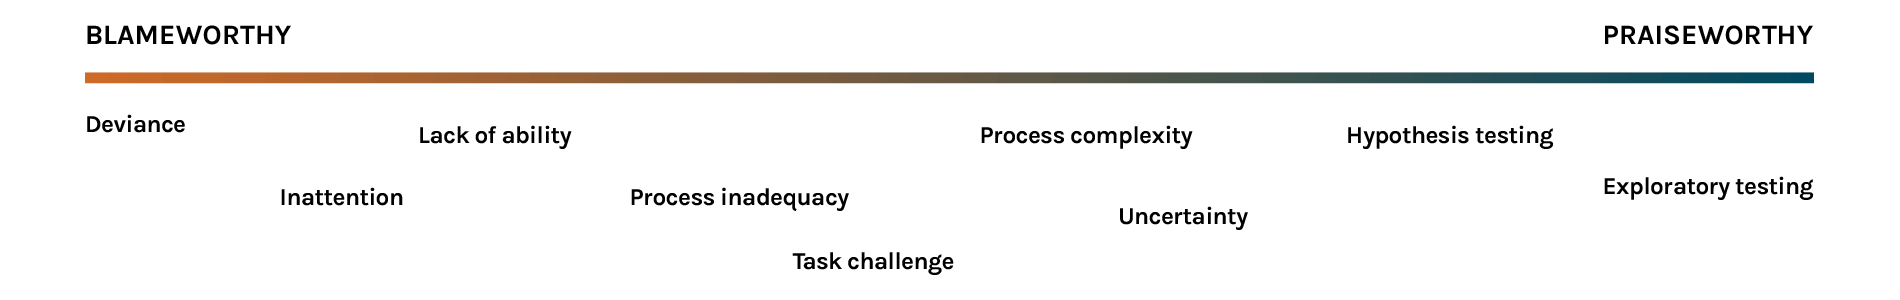 BLAMEWORTHY
PRAISEWORTHY
Deviance
Inattention
Lack of ability
Process inadequacy
Task challenge
Process complexity
Uncertainty
Hypothesis testing
Exploratory testing